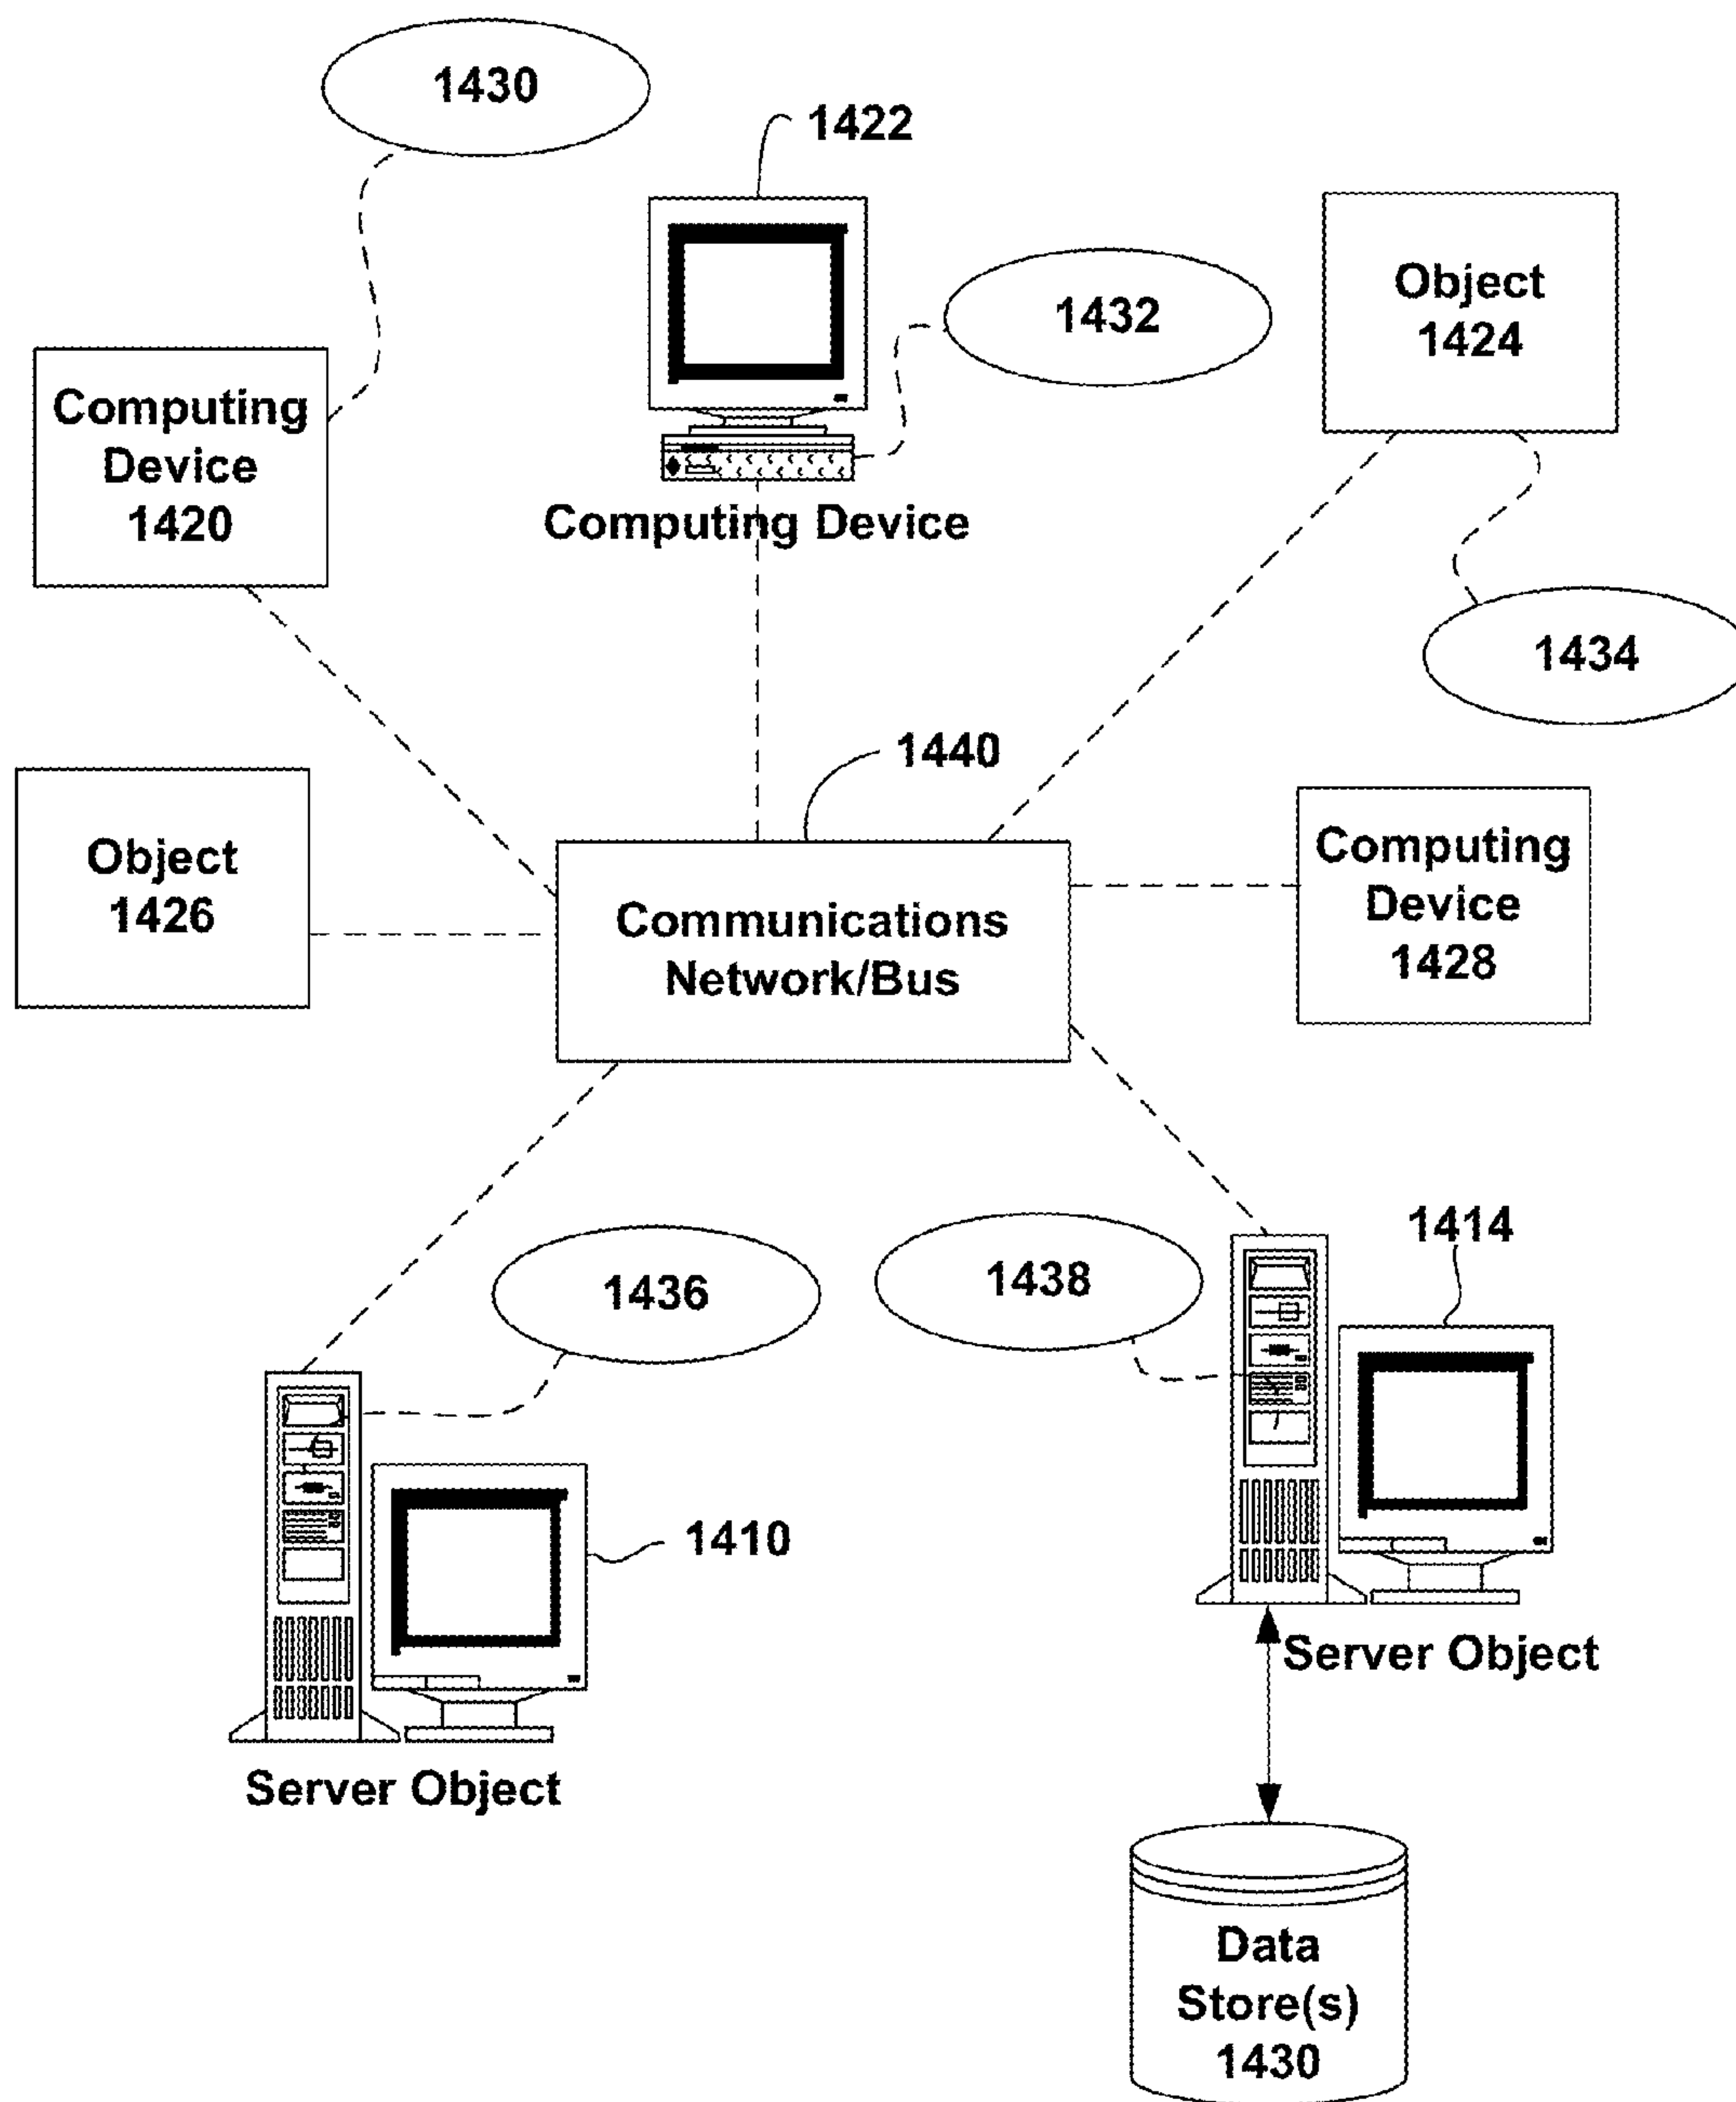 1430
1422
1432
Object
1424
Computing
Device
1420
Computing Device
1434
1440
Object
1426
Communications
Network/Bus
Computing
Device
1428
1436
1438
1414
1410
Server Object
Server Object
Data
Store(s)
1430